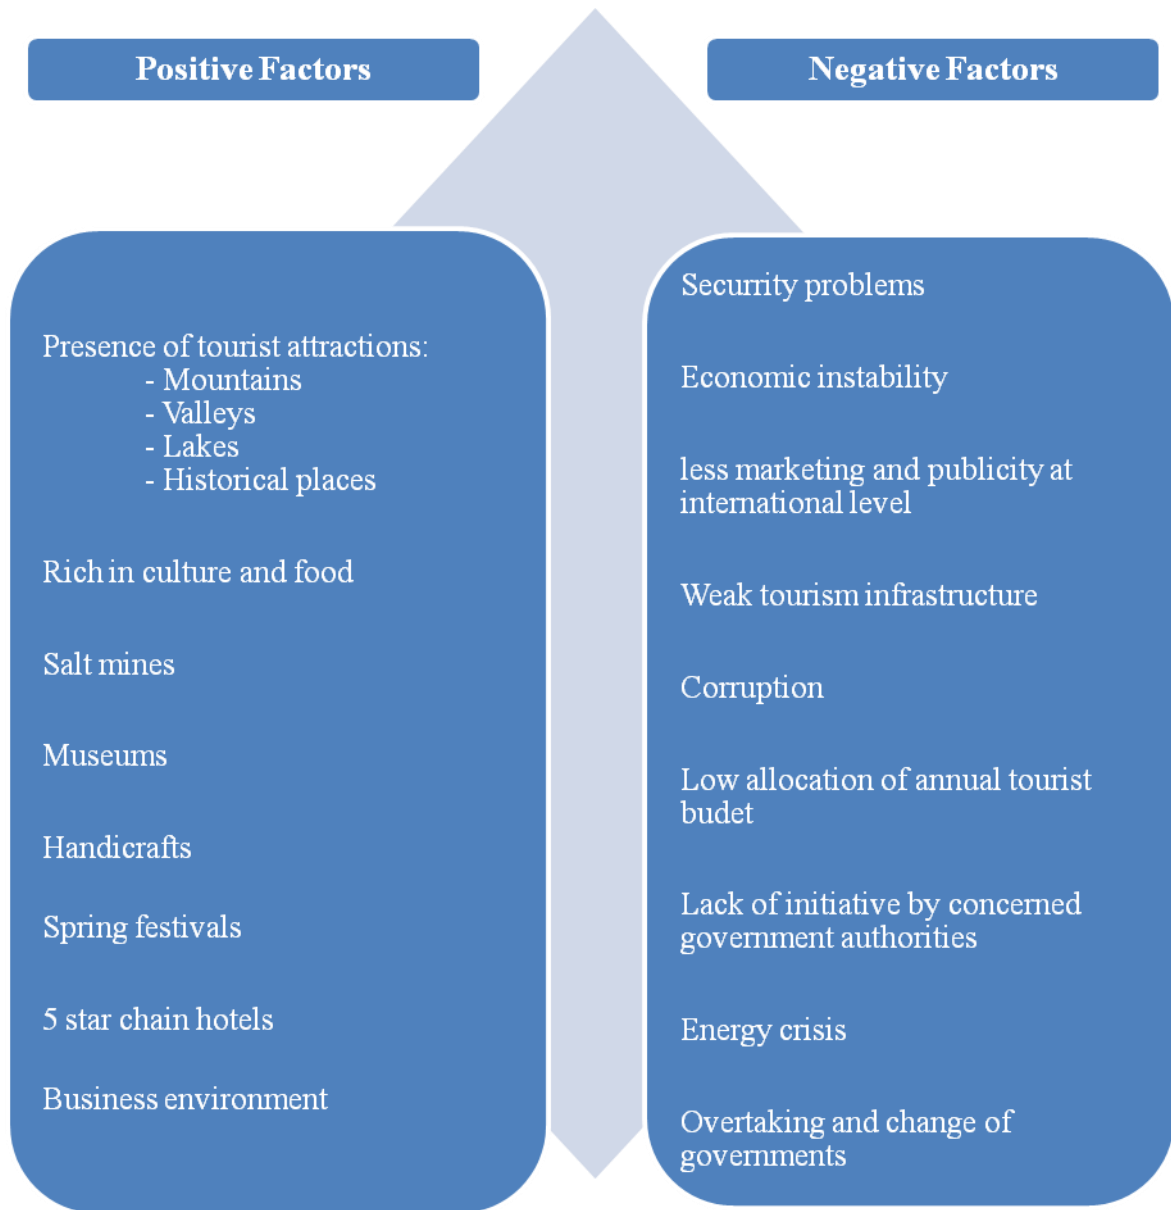 Positive Factors
Negative Factors
Presence of tourist attractions:
- Mountains
- Valleys
- Lakes
- Historical places
Rich in culture and food
Salt mines
Museums
Handicrafts
Spring festivals
5 star chain hotels
Business environment
Securrity problems
Economic instability
less marketing and publicity at
international level
Weak tourism infrastructure
Corruption
Low allocation of annual tourist
budet
Lack of initiative by concerned
government authorities
Energy crisis
Overtaking and change of
governments